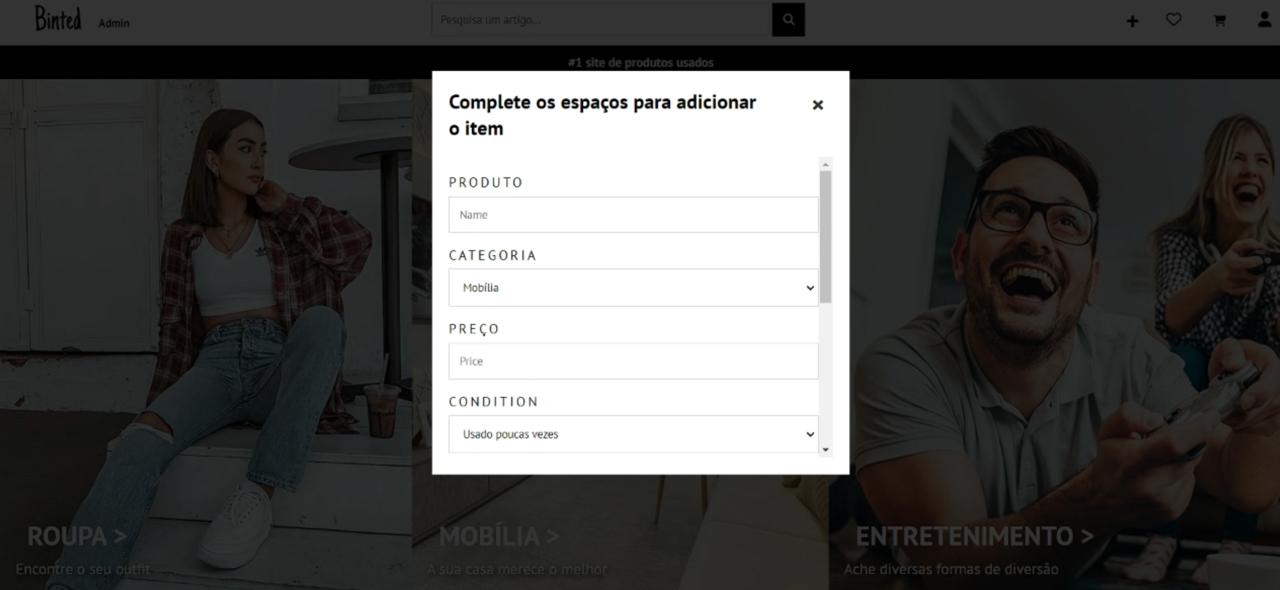 Binted
Admin
Pesquisa um artigo...
#1 site de produtos usados
Complete os espaços para adicionar
o item
PRODUTO
Name
CATEGORIA
Mobília
PREÇO
Price
CONDITION
Usado poucas vezes
ROUPA >
Encontre o seu outfit
MOBÍLIA >
A sua casa merece o melhor
ENTRETENIMENTO >
Ache diversas formas de diversão